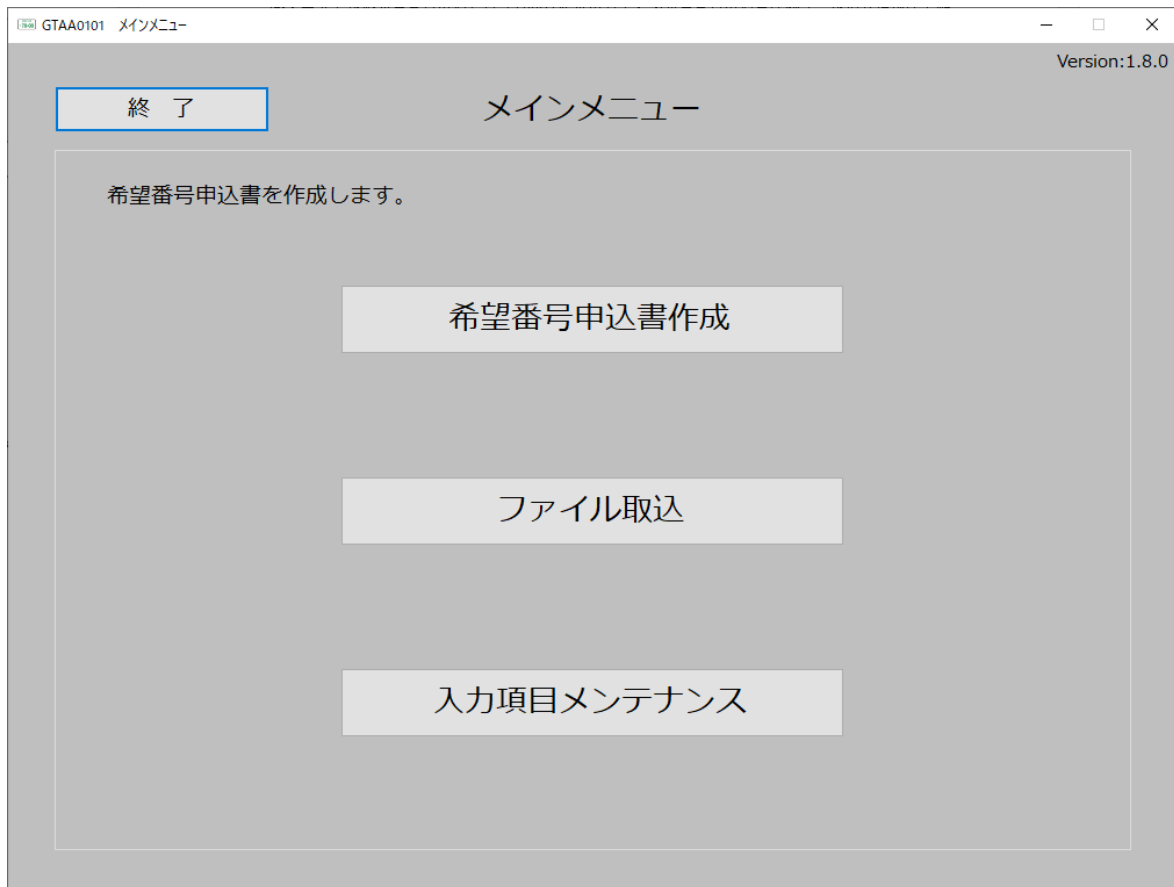 GTAA0101 メインメニュー
Version:1.8.0
終 了
メインメニュー
希望番号申込書を作成します。
希望番号申込書作成
ファイル取込
入力項目メンテナンス